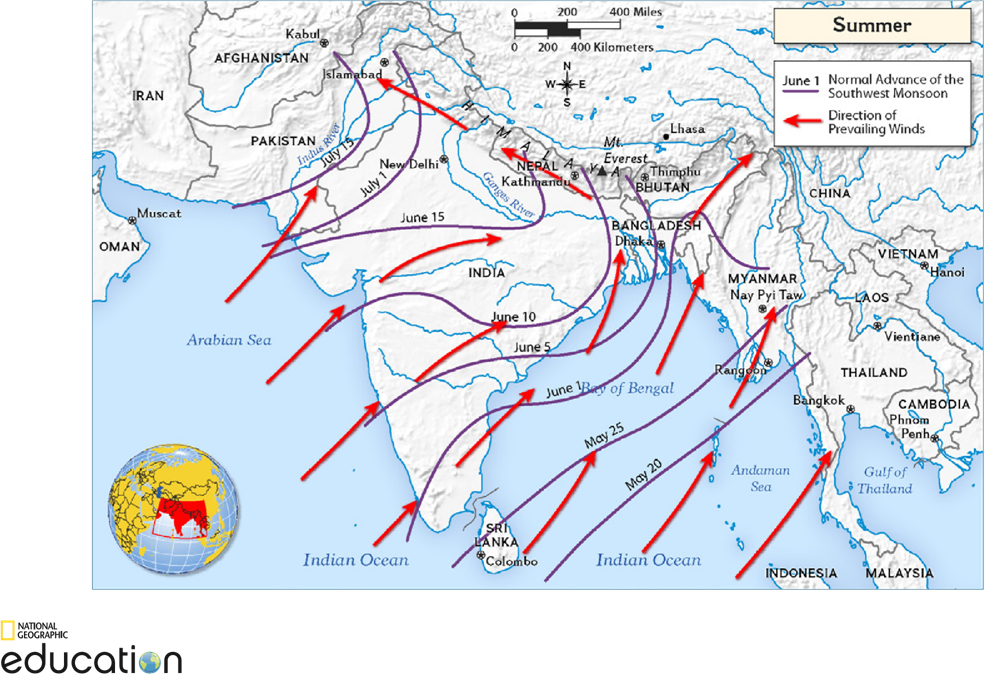 0 200 400 Miles
0 200 400 Kilometers
N
W E
S
Summer
June 1 Normal Advance of the
Southwest Monsoon
Direction of
Prevailing Winds
Kabul
AFGHANISTAN
Islamabad
IRAN
PAKISTAN
Indus River
July 15
July 1
New Delhi
HIMALAYA
Mt.
Everest
Lhasa
NEPAL
Kathmandu
Thimphu
BHUTAN
Ganges River
CHINA
Muscat
OMAN
June 15
BANGLADESH
Dhaka
INDIA
MYANMAR
Nay Pyi Taw
VIETNAM
Hanoi
LAOS
Arabian Sea
June 10
Vientiane
June 5
Rangoon
THAILAND
June 1
Bay of Bengal
Bangkok
CAMBODIA
Phnom
Penh
May 25
May 20
Andaman
Sea
Gulf of
Thailand
SRI
LANKA
Colombo
Indian Ocean
Indian Ocean
INDONESIA
MALAYSIA
NATIONAL
GEOGRAPHIC
education